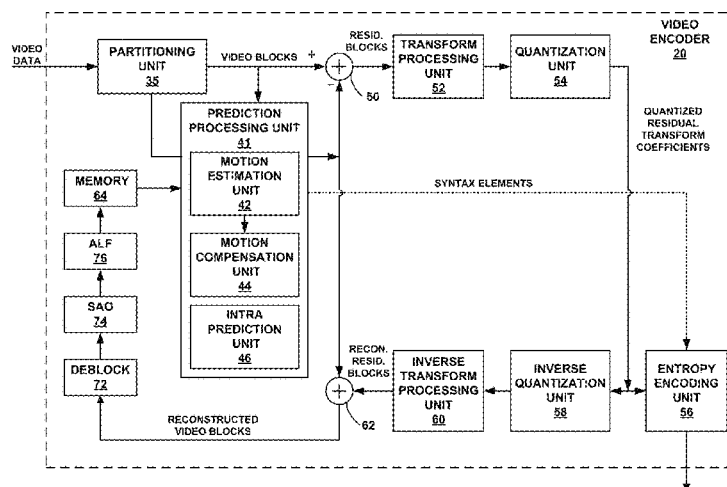 VIDEO
ENCODER
20
VIDEO
DATA
PARTITIONING
UNIT
35
VIDEO BLOCKS
+
-
50
RESID.
BLOCKS
TRANSFORM
PROCESSING
UNIT
52
QUANTIZATION
UNIT
54
QUANTIZED
RESIDUAL
TRANSFORM
COEFFICIENTS
PREDICTION
PROCESSING UNIT
41
MOTION
ESTIMATION
UNIT
42
MOTION
COMPENSATION
UNIT
44
INTRA
PREDICTION
UNIT
46
SYNTAX ELEMENTS
MEMORY
64
ALF
76
SAO
74
DEBLOCK
72
RECONSTRUCTED
VIDEO BLOCKS
62
RECON.
RESID.
BLOCKS
INVERSE
TRANSFORM
PROCESSING
UNIT
60
INVERSE
QUANTIZATION
UNIT
58
ENTROPY
ENCODING
UNIT
56